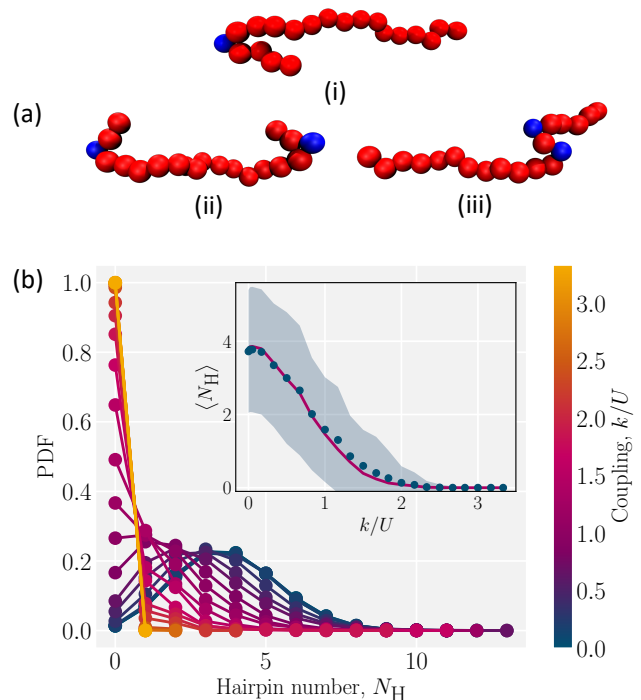 (i)
(a)
(ii)
(iii)
(b)
1.0
0.8
0.6
0.4
0.2
0.0
PDF
0
5
10
Hairpin number, N_H
4
2
0
⟨N_H⟩
0
1
2
3
k/U
3.0
2.5
2.0
1.5
1.0
0.5
0.0
Coupling, k/U